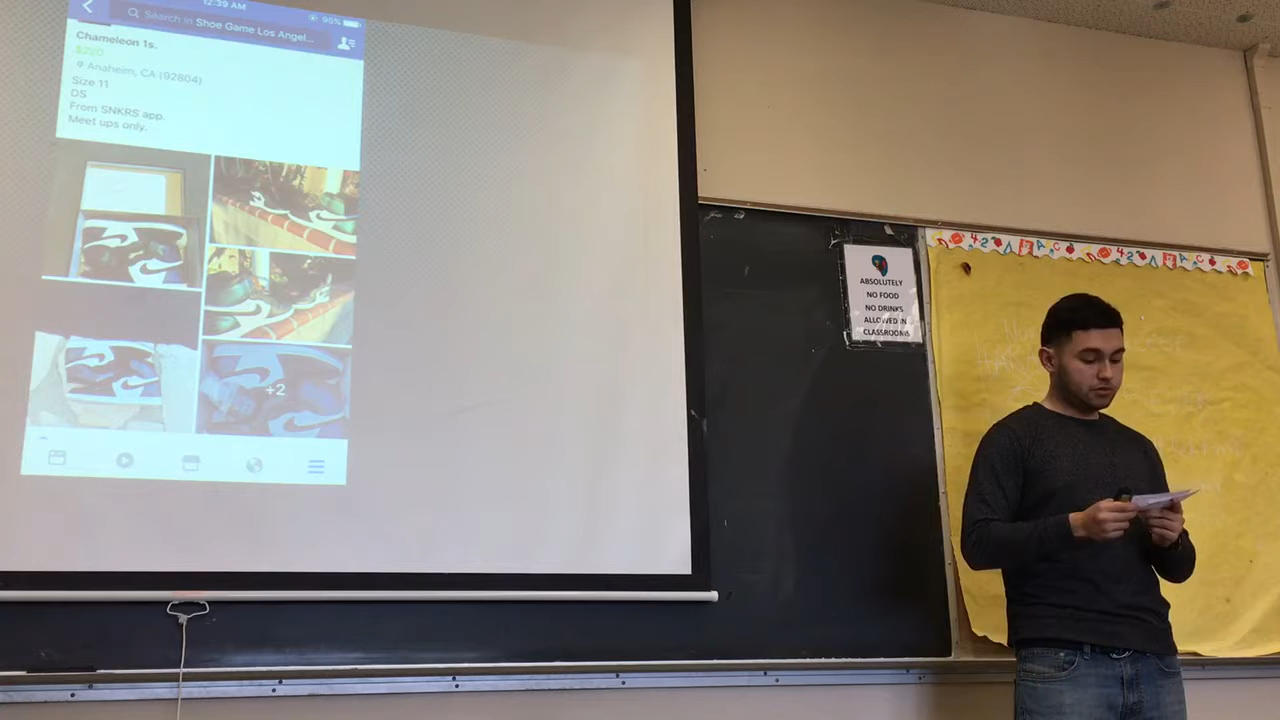 12:39 AM
95%
Search in Shoe Game Los Angel...
Chameleon 1s.
$220
Anaheim, CA (92804)
Size 11
DS
From SNKRS app.
Meet ups only.
+2
ABSOLUTELY
NO FOOD
NO DRINKS
ALLOWED IN
CLASSROOMS